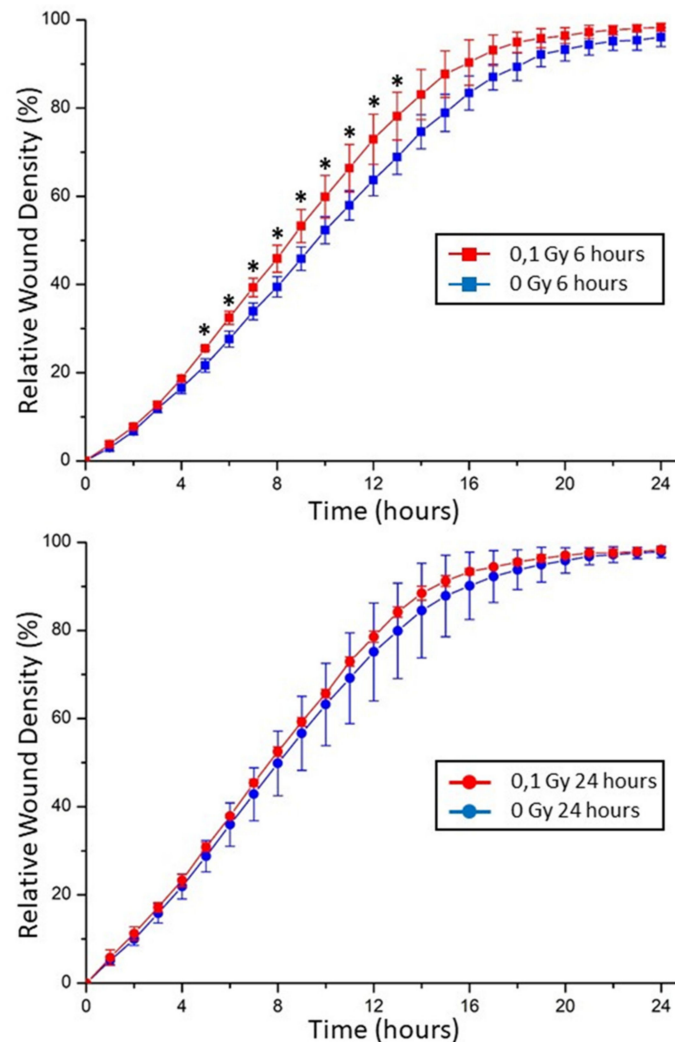 100
80
60
40
20
0
Relative Wound Density (%)
* * * * * * * * *
0,1 Gy 6 hours
0 Gy 6 hours
0 4 8 12 16 20 24
Time (hours)
100
80
60
40
20
0
Relative Wound Density (%)
0,1 Gy 24 hours
0 Gy 24 hours
0 4 8 12 16 20 24
Time (hours)